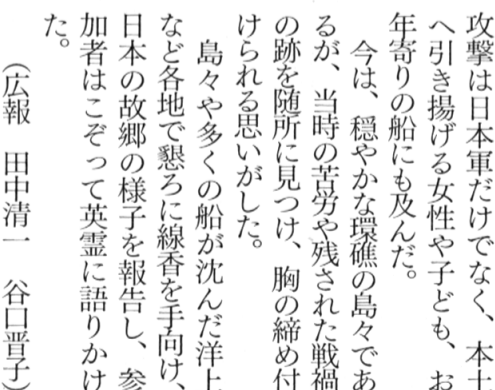 攻撃は日本軍だけでなく、本土
へ引き揚げる女性や子ども、お
年寄りの船にも及んだ。
今は、穏やかな環礁の島々であ
るが、当時の苦労や残された戦禍
の跡を随所に見つけ、胸の締め付
けられる思いがした。
島々や多くの船が沈んだ洋上
など各地で懇ろに線香を手向け、
日本の故郷の様子を報告し、参
加者はこぞって英霊に語りかけ
た。
(広報 田中清一 谷口晋子)